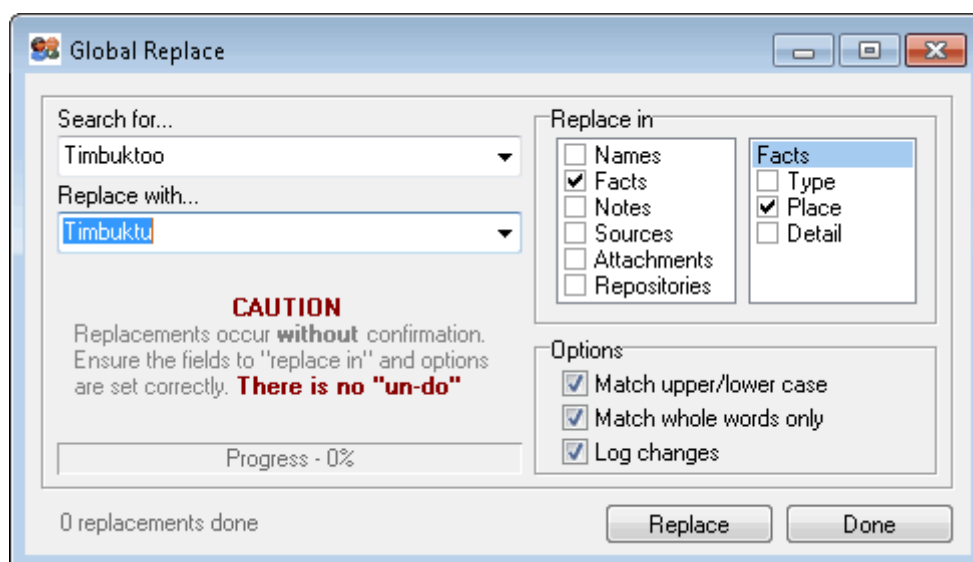 Global Replace
Search for...
Timbuktoo
Replace with...
Timbuktu
CAUTION
Replacements occur without confirmation.
Ensure the fields to "replace in" and options
are set correctly. There is no "un-do"
Progress - 0%
0 replacements done
Replace in
Names
Facts
Notes
Sources
Attachments
Repositories
Facts
Type
Place
Detail
Options
Match upper/lower case
Match whole words only
Log changes
Replace
Done